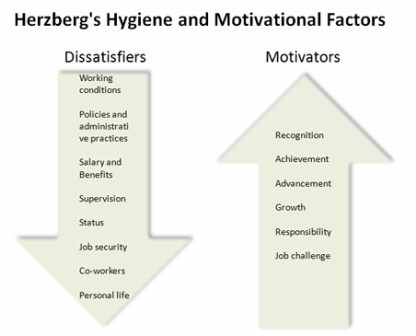 Herzberg's Hygiene and Motivational Factors
Dissatisfiers
Working
conditions
Policies and
administrati
ve practices
Salary and
Benefits
Supervision
Status
Job security
Co-workers
Personal life
Motivators
Recognition
Achievement
Advancement
Growth
Responsibility
Job challenge